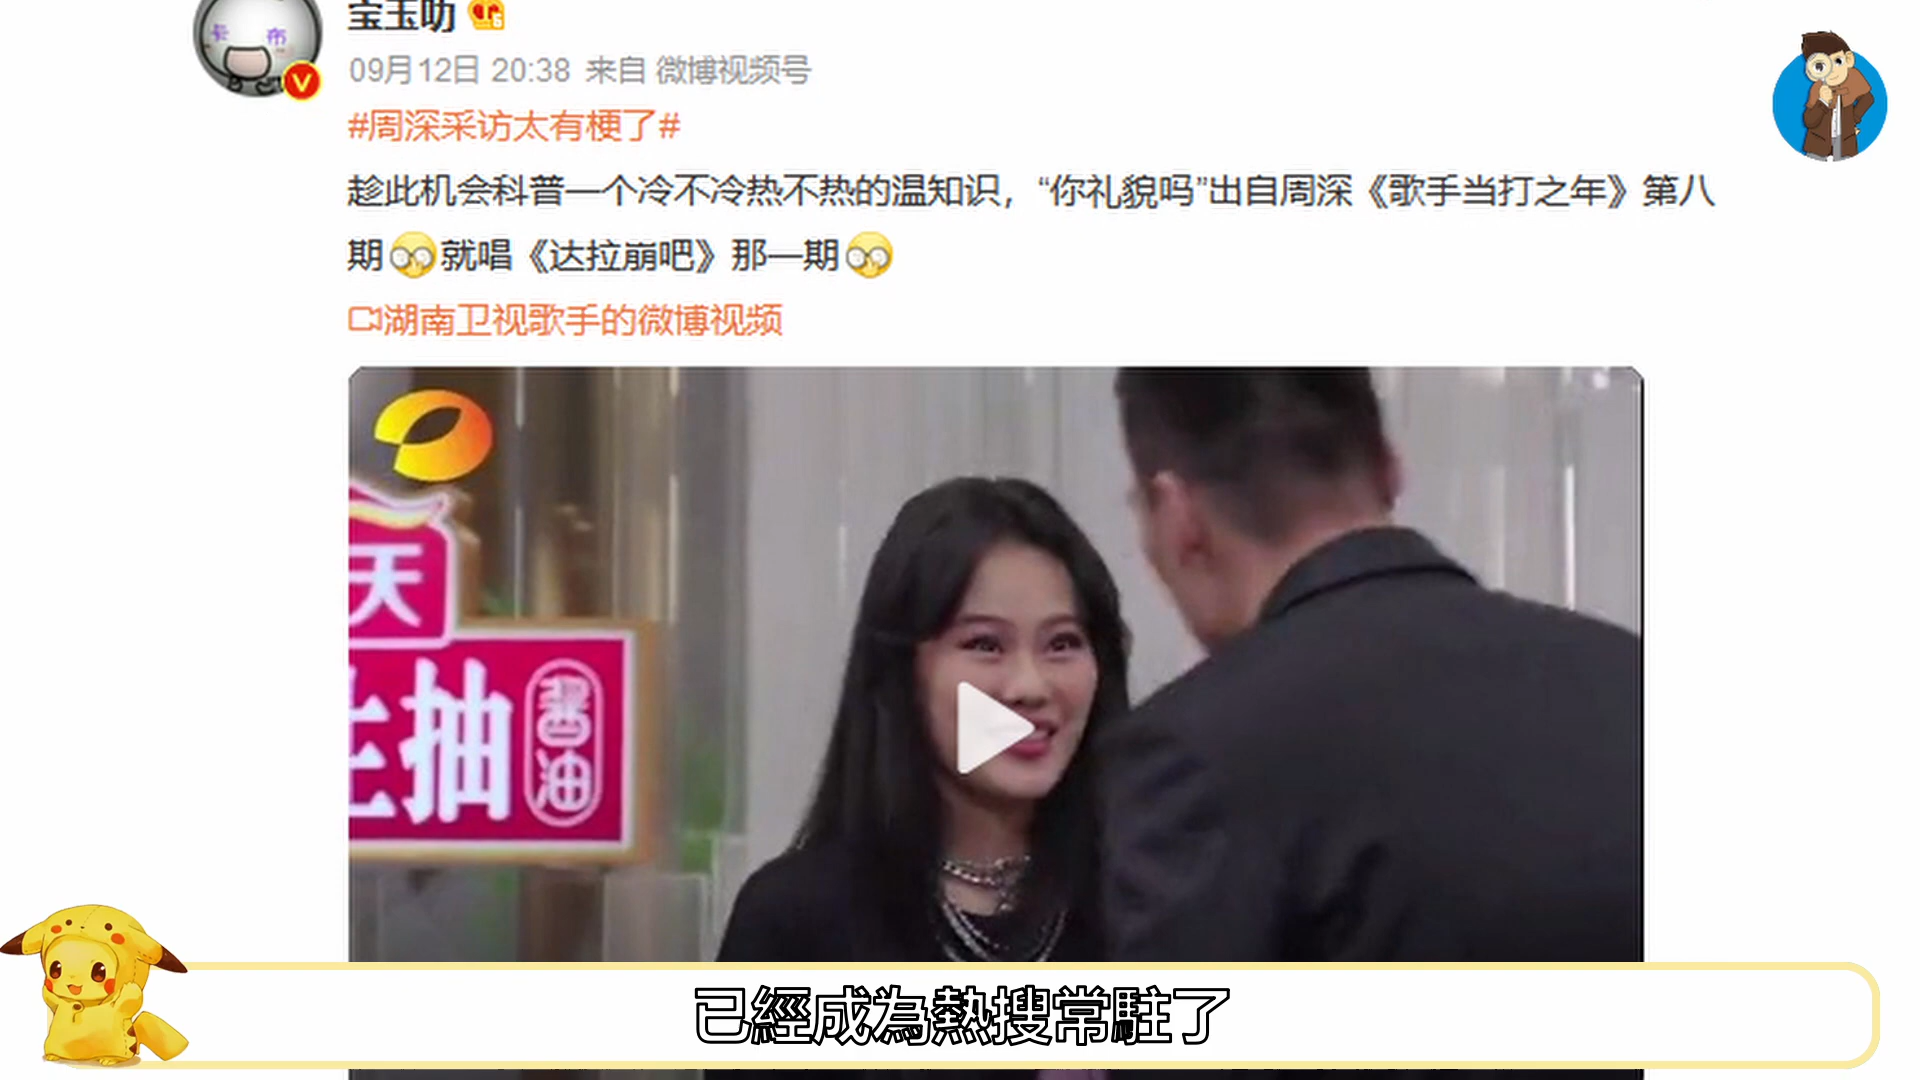 宝玉叻
09月12日 20:38 来自 微博视频号
#周深采访太有梗了#
趁此机会科普一个冷不冷热不热的温知识，“你礼貌吗”出自周深《歌手当打之年》第八
期就唱《达拉崩吧》那一期
湖南卫视歌手的微博视频
天
生抽
酱油
已經成為熱搜常駐了